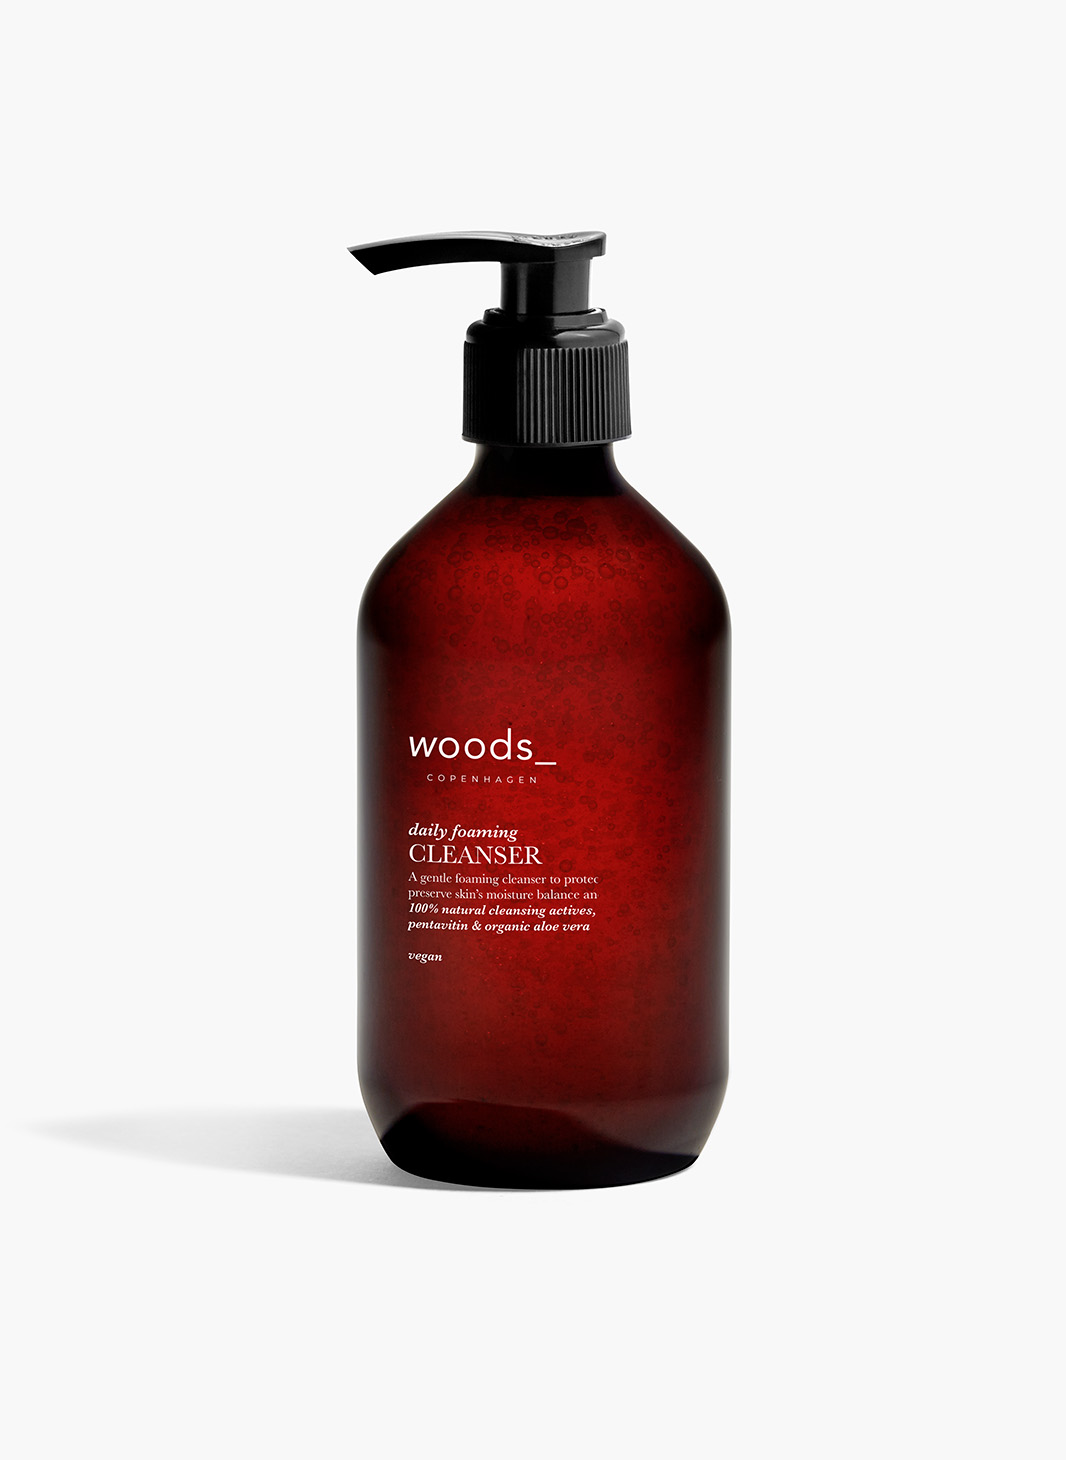 woods_
COPENHAGEN
daily foaming
CLEANSER
A gentle foaming cleanser to protec
preserve skin's moisture balance an
100% natural cleansing actives,
pentavitin & organic aloe vera
vegan